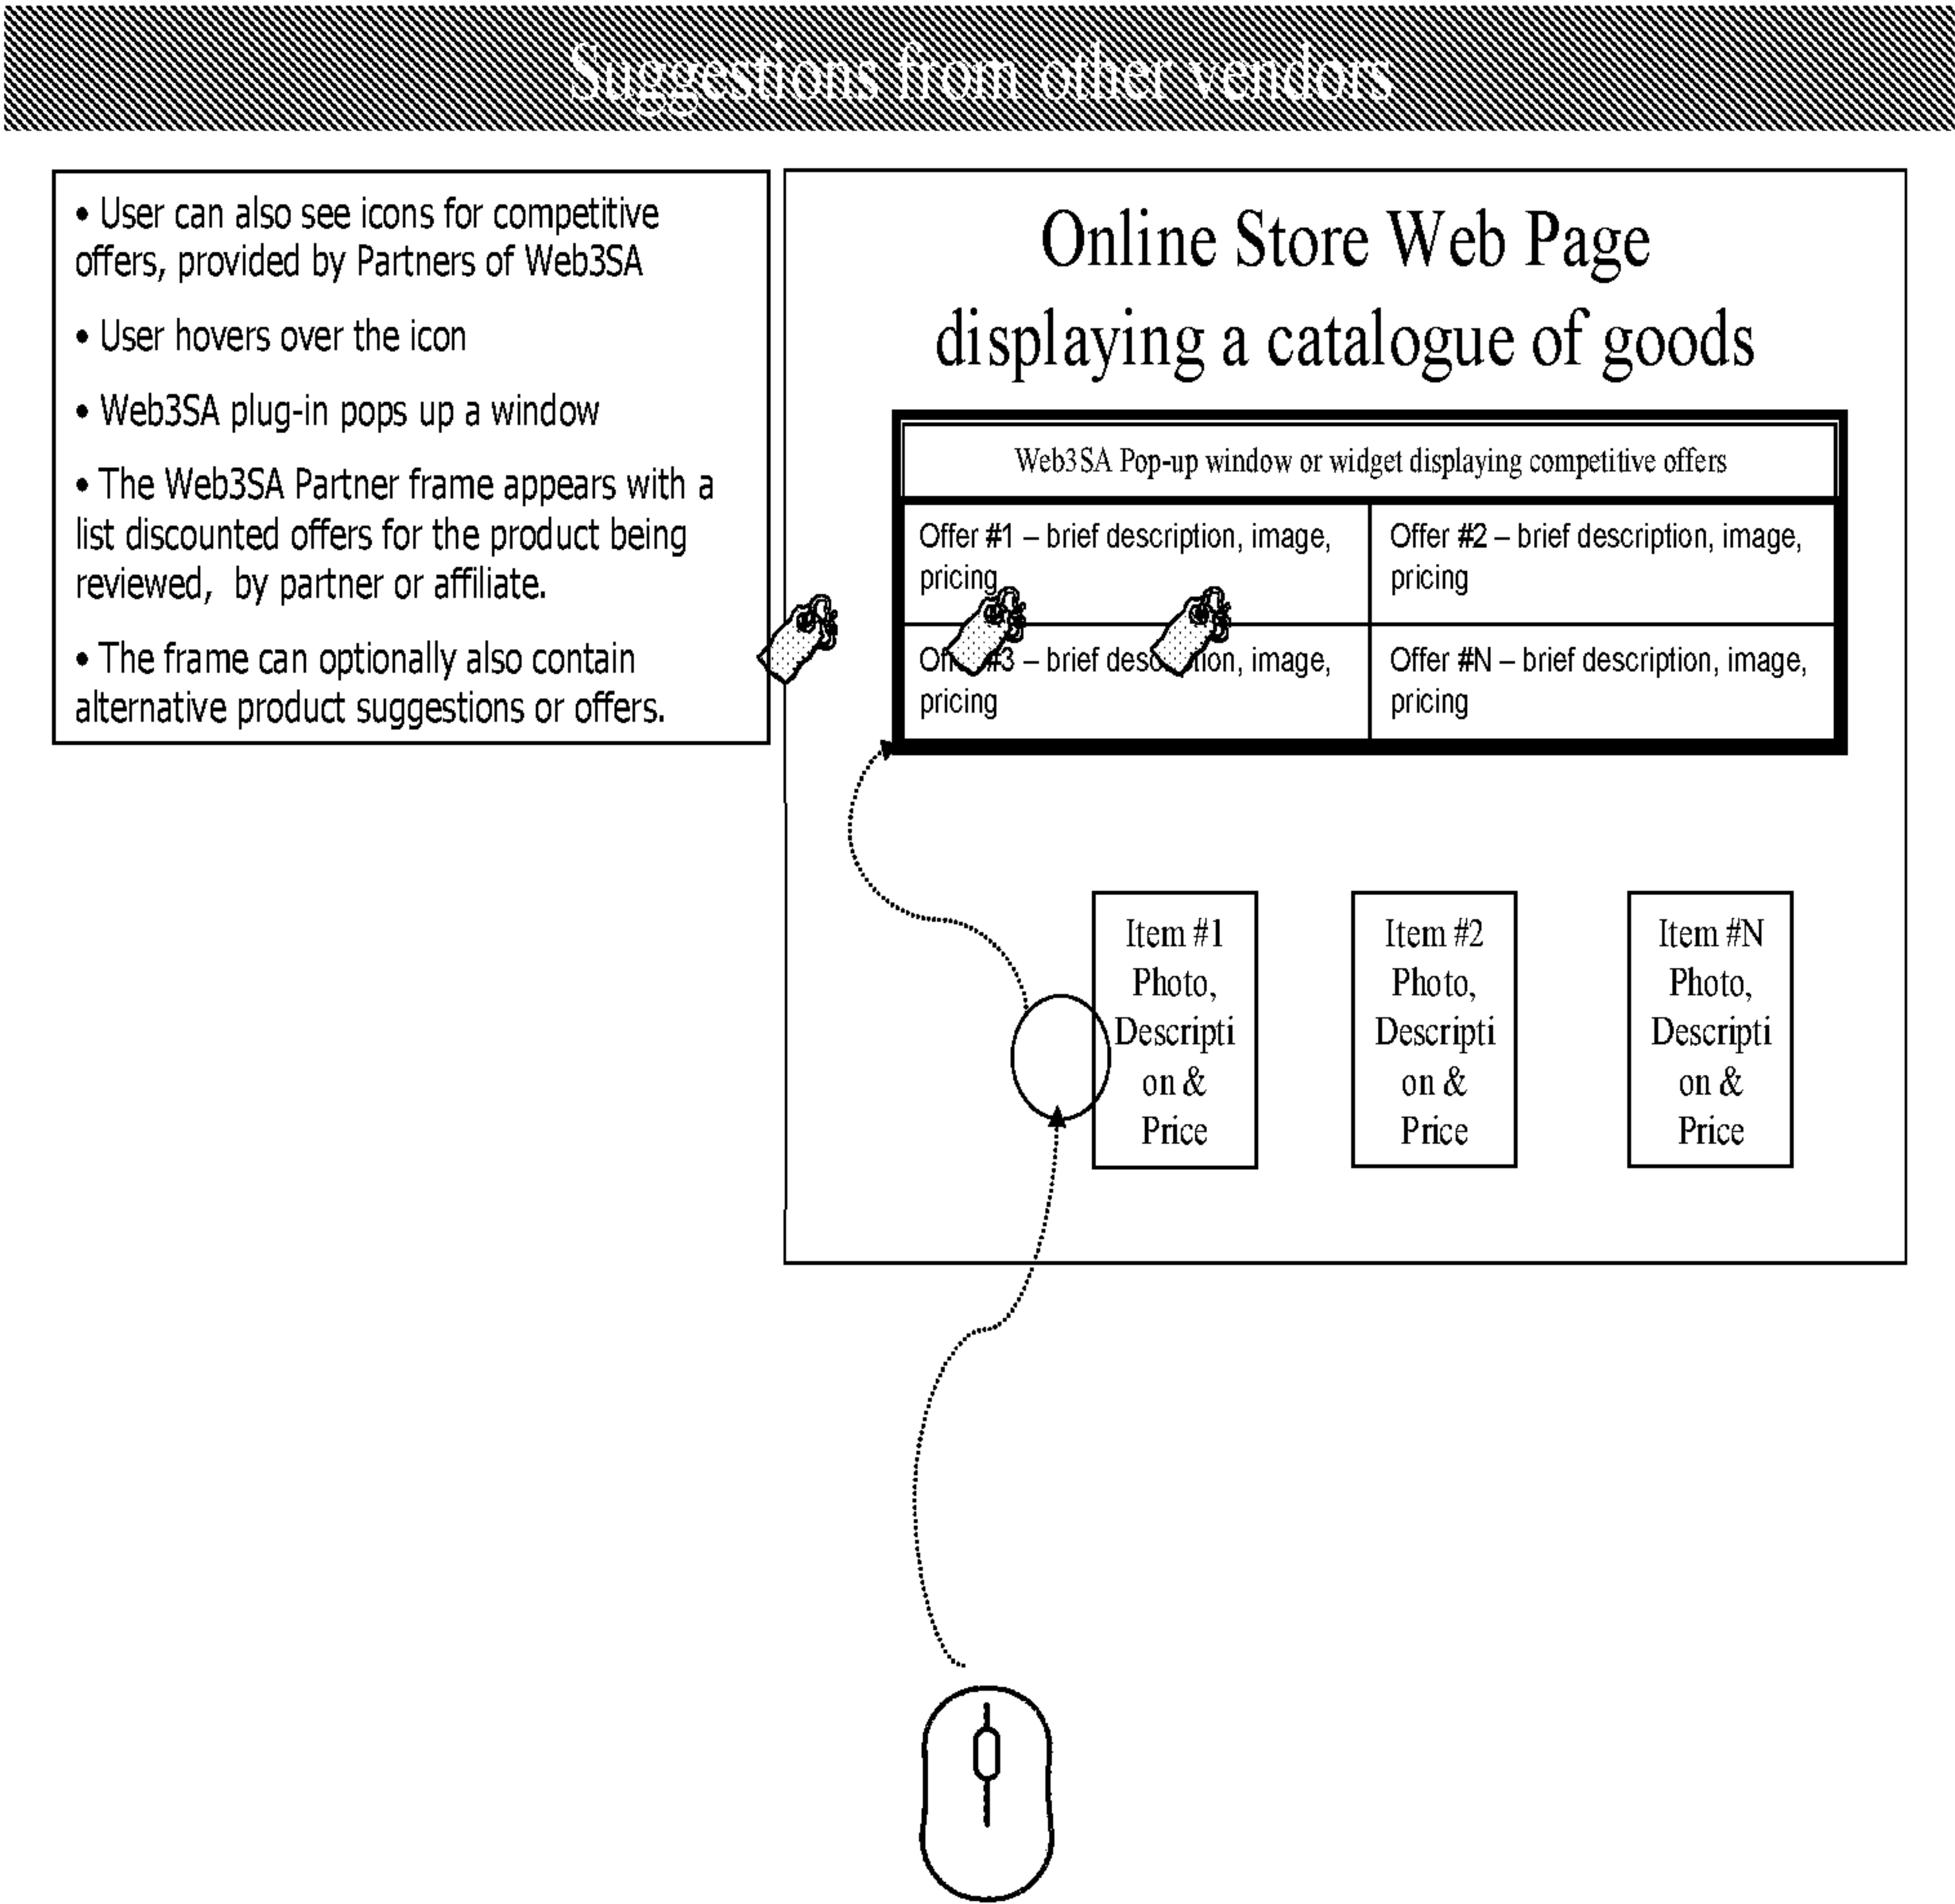 Suggestions from other vendors
• User can also see icons for competitive
offers, provided by Partners of Web3SA
• User hovers over the icon
• Web3SA plug-in pops up a window
• The Web3SA Partner frame appears with a
list discounted offers for the product being
reviewed, by partner or affiliate.
• The frame can optionally also contain
alternative product suggestions or offers.
Online Store Web Page
displaying a catalogue of goods
Web3SA Pop-up window or widget displaying competitive offers
Offer #1 – brief description, image,
pricing
Offer #2 – brief description, image,
pricing
#3 – brief description, image,
pricing
Offer #N – brief description, image,
pricing
Item #1
Photo,
Descripti
on &
Price
Item #2
Photo,
Descripti
on &
Price
Item #N
Photo,
Descripti
on &
Price